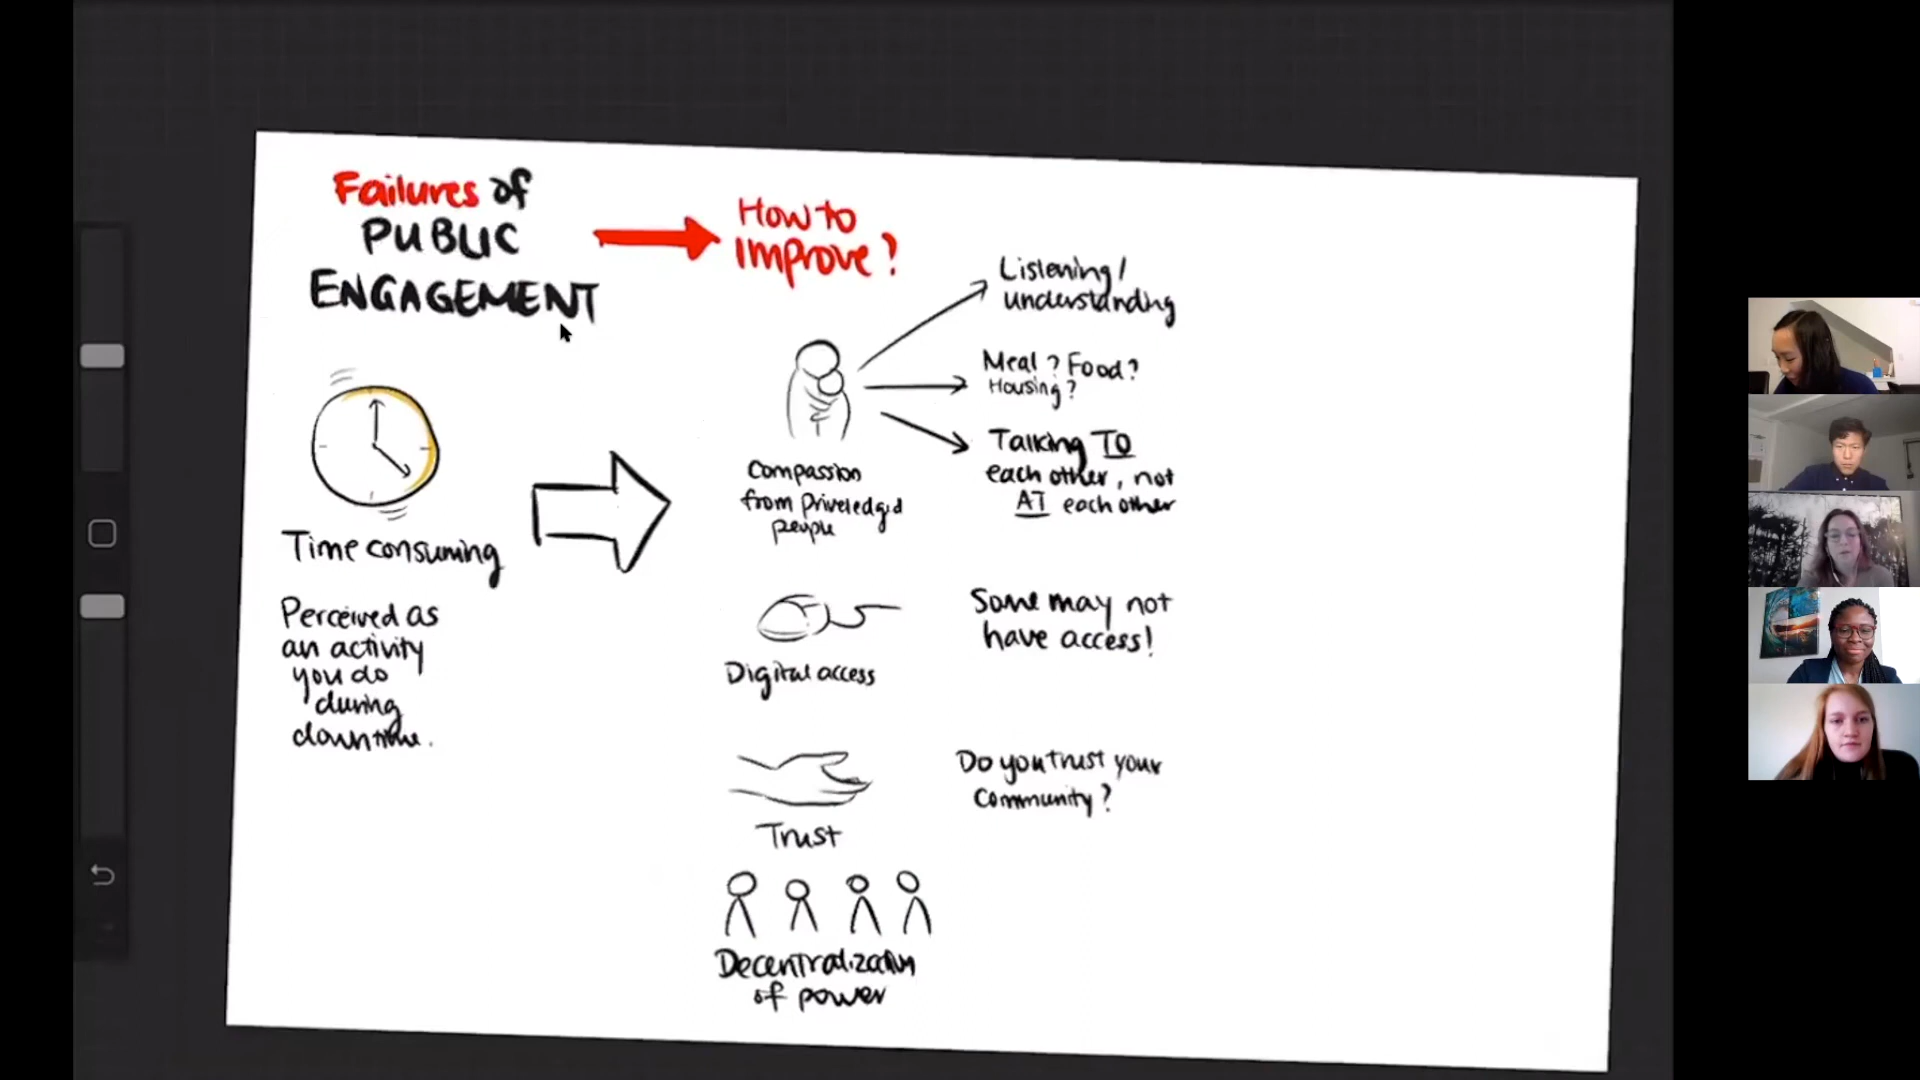 Failures of
PUBLIC
ENGAGEMENT
How to
Improve?
Time consuming
Perceived as
an activity
you do
during
downtime.
Compassion
from Priveledged
people
Listening/
understanding
Meal? Food?
Housing?
Talking TO
each other, not
AT each other
Digital access
Some may not
have access!
Trust
Do you trust your
Community?
Decentralization
of power